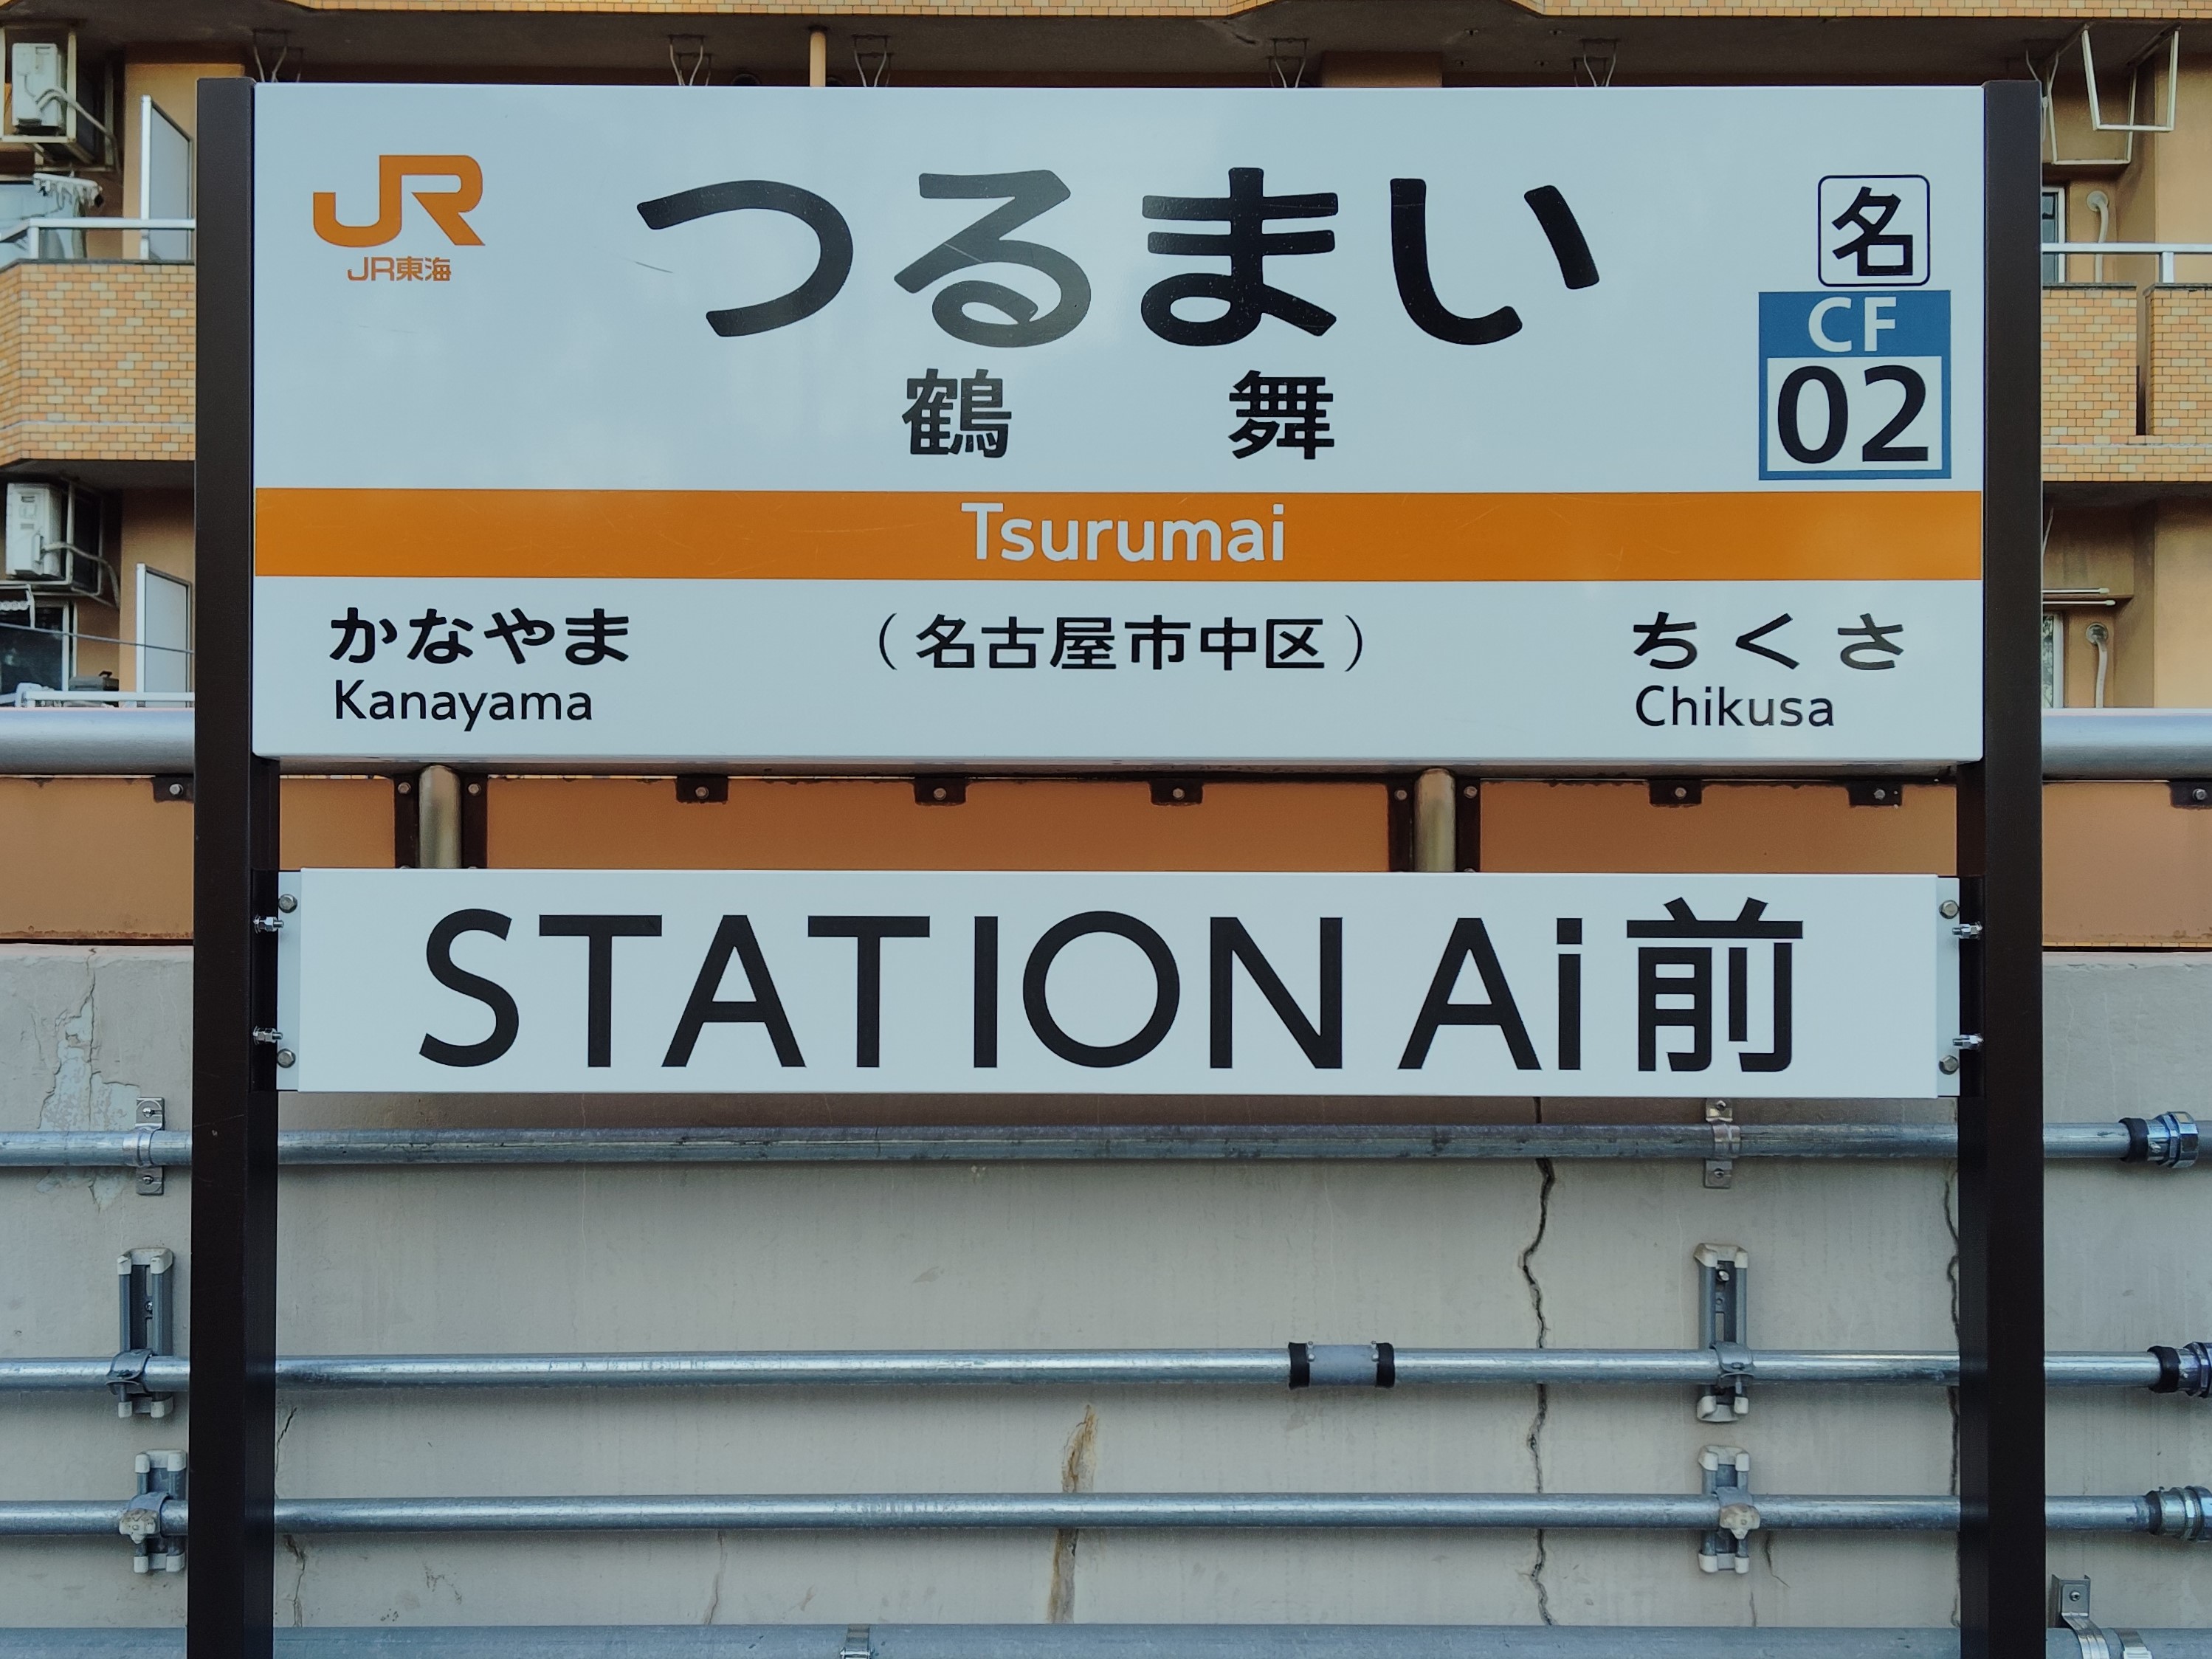 JR
JR東海
つるまい
名
鶴舞
CF
02
Tsurumai
かなやま
(名古屋市中区)
ちくさ
Kanayama
Chikusa
STATION Ai前